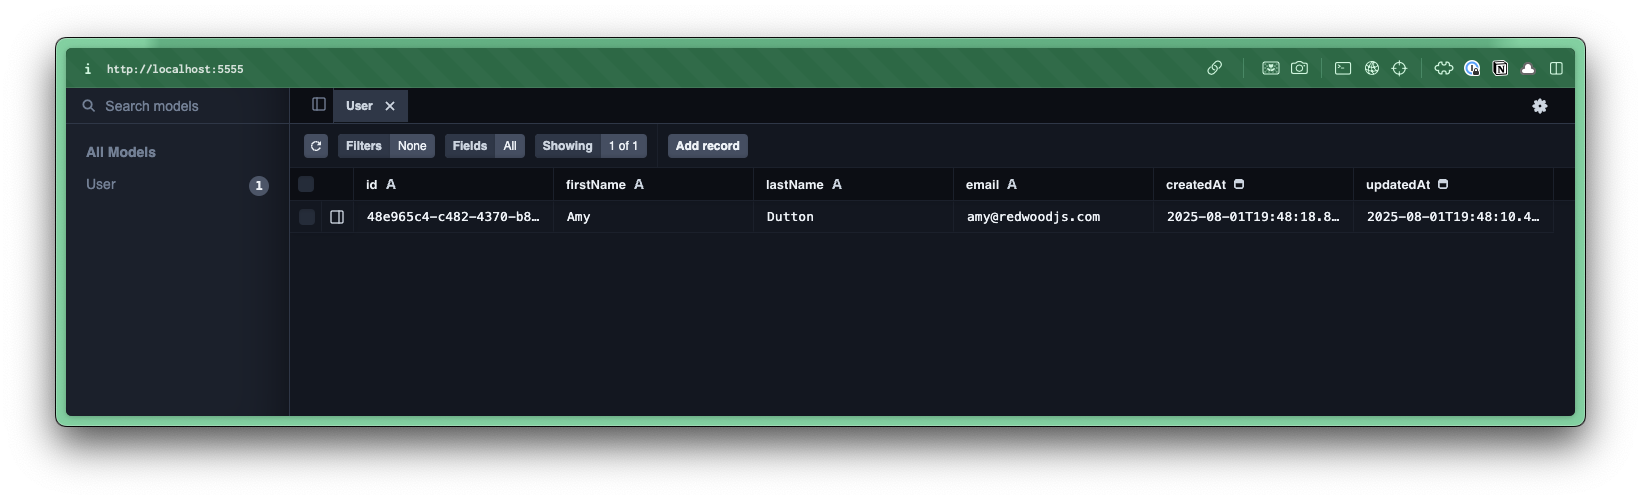 i http://localhost:5555
Search models
User
All Models
User 1
Filters None Fields All Showing 1 of 1 Add record
id A firstName A lastName A email A createdAt updatedAt
48e965c4-c482-4370-b8… Amy Dutton amy@redwoodjs.com 2025-08-01T19:48:18.8… 2025-08-01T19:48:10.4…